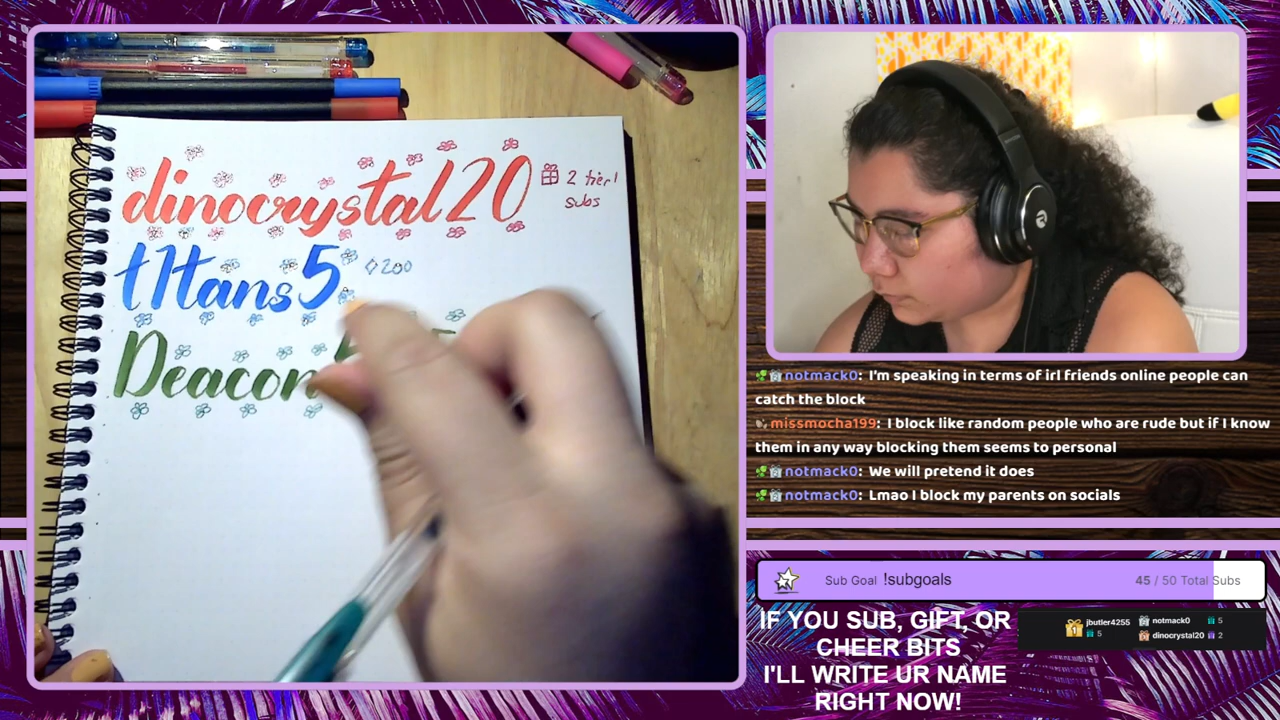 dinocrystal20
2 tier 1
subs
t1tans5
200
Deacon
notmack0: I'm speaking in terms of irl friends online people can
catch the block
missmocha199: I block like random people who are rude but if I know
them in any way blocking them seems to personal
notmack0: We will pretend it does
notmack0: Lmao I block my parents on socials
Sub Goal !subgoals 45 / 50 Total Subs
IF YOU SUB, GIFT, OR
CHEER BITS
I'LL WRITE UR NAME
RIGHT NOW!
1 jbutler4255 5
notmack0 5
dinocrystal20 2